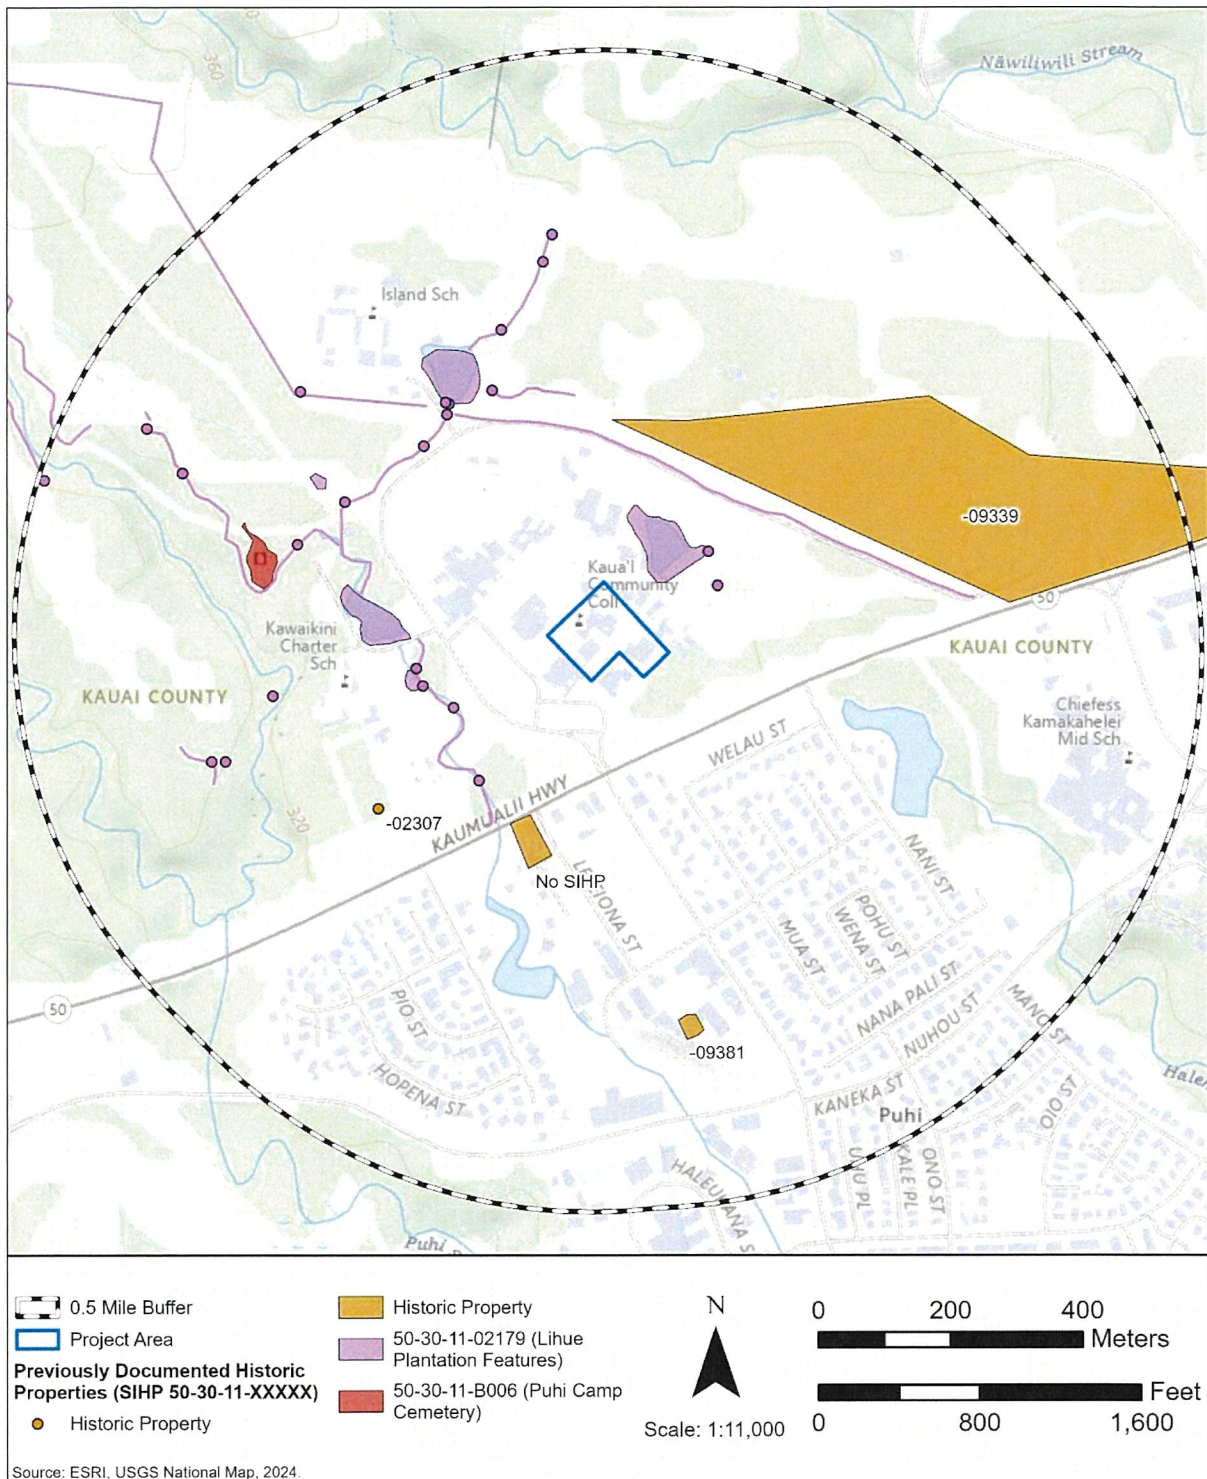 360
Nāwiliwili Stream
Island Sch
-09339
Kaua'I
Community
Coll
50
Kawaikini
Charter
Sch
KAUAI COUNTY
KAUAI COUNTY
Chiefess
Kamakahelei
Mid Sch
WELAU ST
KAUMUALII HWY
-02307
320
No SIHP
LELEIONA ST
NANI ST
POHU ST
WENA ST
MUA ST
NANA PALI ST
NUHOU ST
MANO ST
50
PIO ST
HOPENA ST
-09381
KANEKA ST
Puhi
OIO ST
ULU PL
KALE PL
ONO ST
HALEUKANA S
Puhi
0.5 Mile Buffer
Project Area
Previously Documented Historic
Properties (SIHP 50-30-11-XXXXX)
Historic Property
Historic Property
50-30-11-02179 (Lihue
Plantation Features)
50-30-11-B006 (Puhi Camp
Cemetery)
N
Scale: 1:11,000
0 200 400
Meters
Feet
0 800 1,600
Source: ESRI, USGS National Map, 2024.